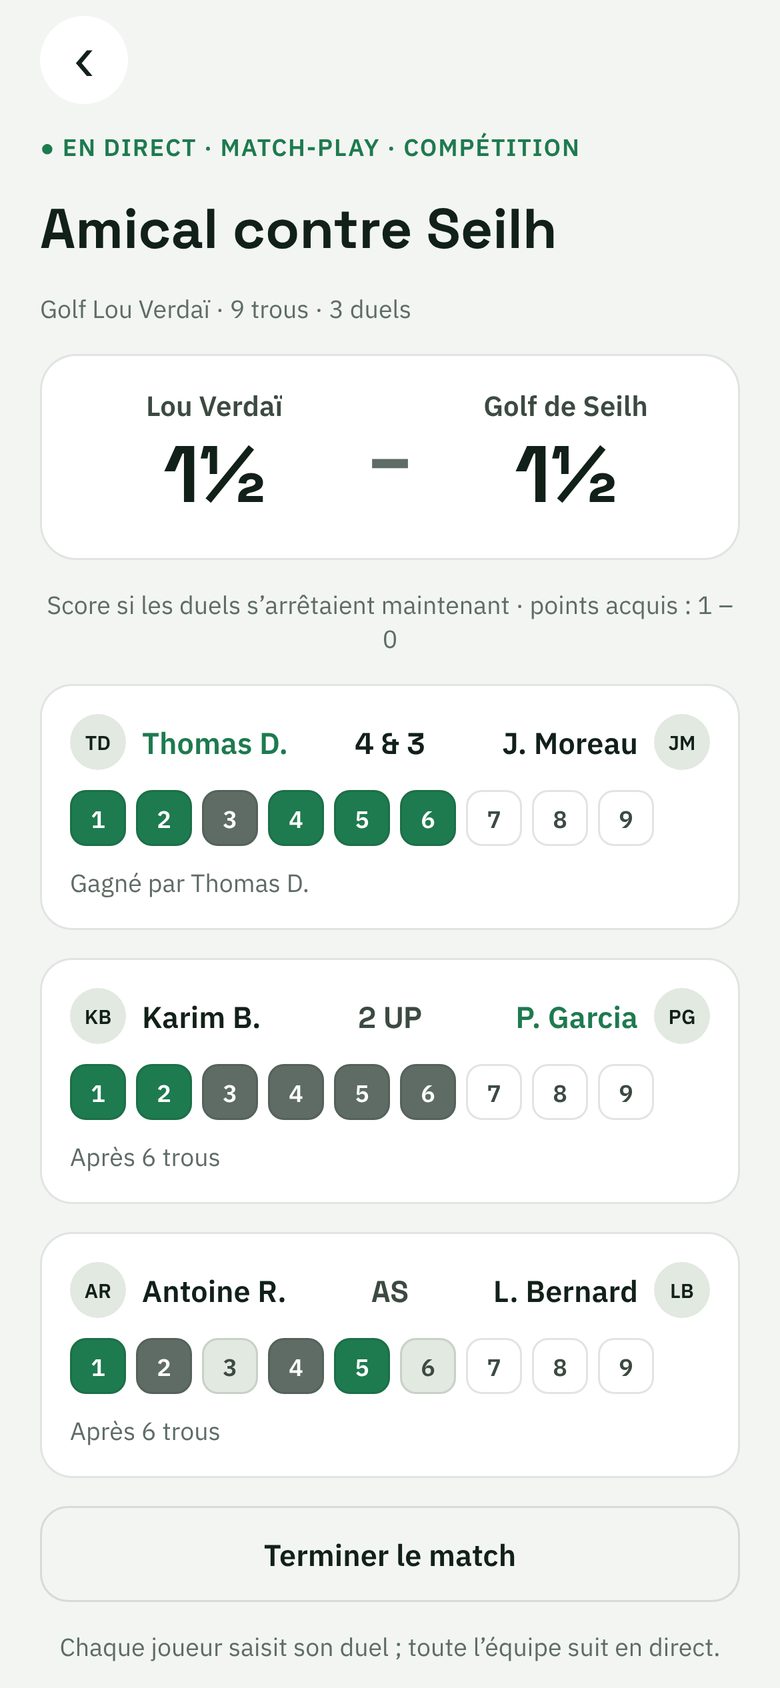 ‹
● EN DIRECT · MATCH-PLAY · COMPÉTITION
Amical contre Seilh
Golf Lou Verdaï · 9 trous · 3 duels
Lou Verdaï Golf de Seilh
1½ – 1½
Score si les duels s’arrêtaient maintenant · points acquis : 1 –
0
TD Thomas D. 4 & 3 J. Moreau JM
1 2 3 4 5 6 7 8 9
Gagné par Thomas D.
KB Karim B. 2 UP P. Garcia PG
1 2 3 4 5 6 7 8 9
Après 6 trous
AR Antoine R. AS L. Bernard LB
1 2 3 4 5 6 7 8 9
Après 6 trous
Terminer le match
Chaque joueur saisit son duel ; toute l’équipe suit en direct.